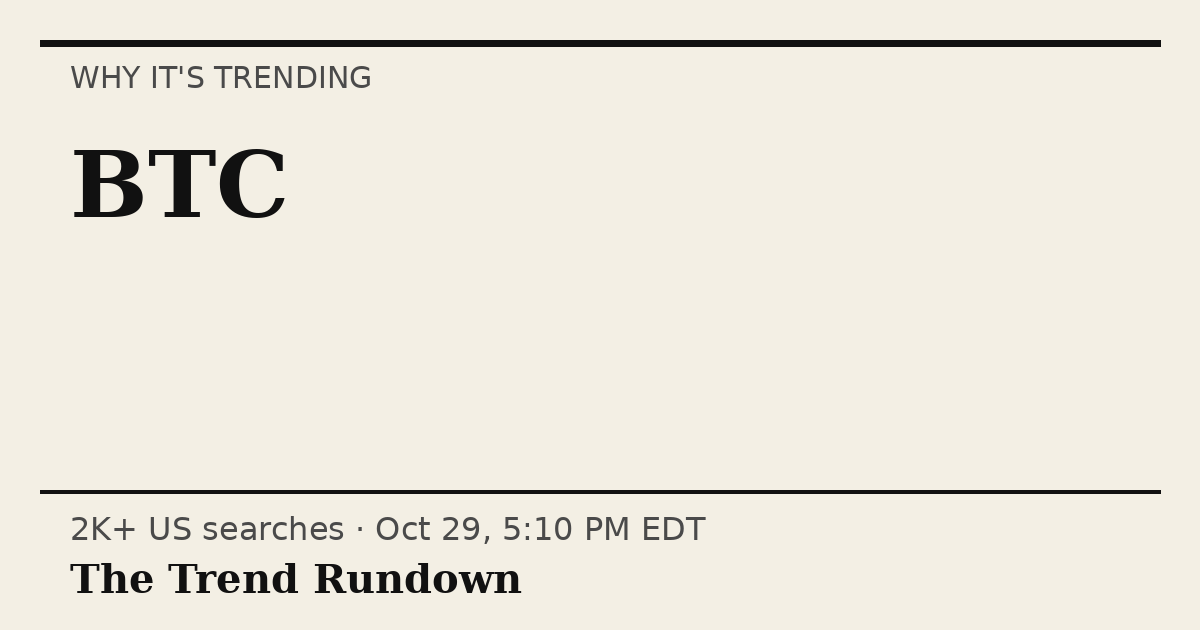 WHY IT'S TRENDING
BTC
2K+ US searches · Oct 29, 5:10 PM EDT
The Trend Rundown